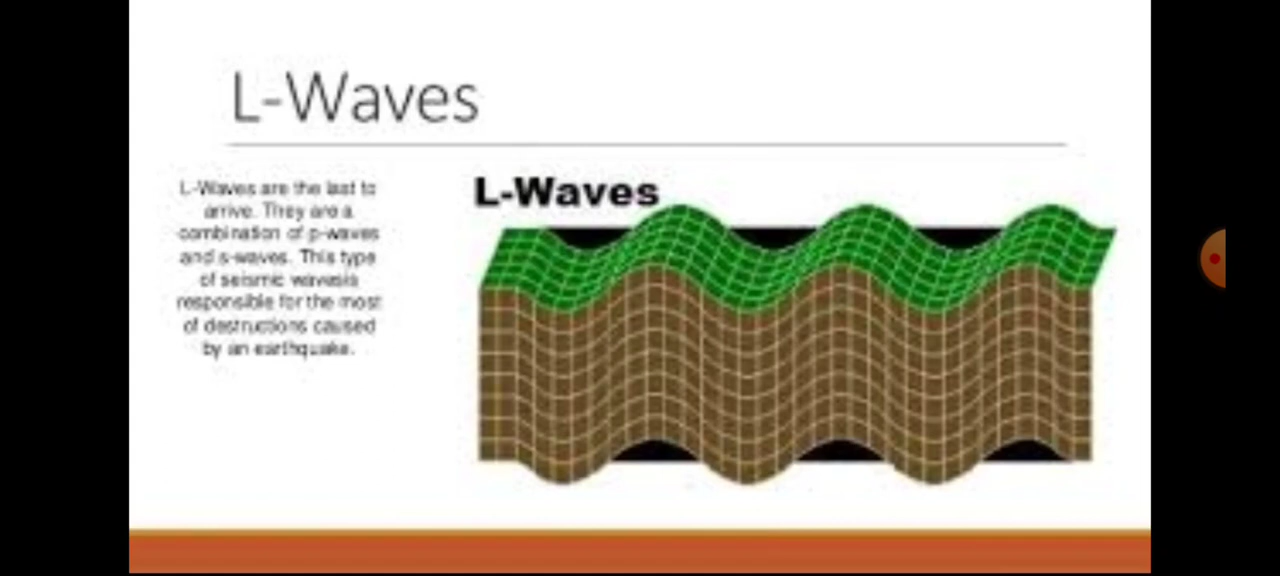 L-Waves
L-Waves are the last to
arrive. They are a
combination of p-waves
and s-waves. This type
of seismic wavesis
responsible for the most
of destructions caused
by an earthquake.
L-Waves